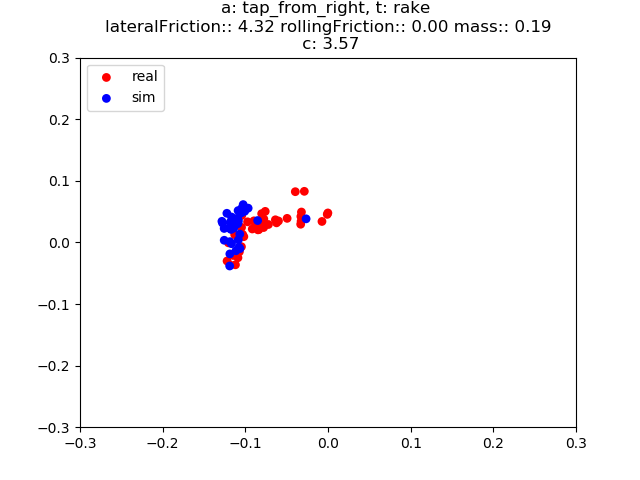 a: tap_from_right, t: rake
lateralFriction:: 4.32 rollingFriction:: 0.00 mass:: 0.19
c: 3.57
real
sim
0.3
0.2
0.1
0.0
−0.1
−0.2
−0.3
−0.3 −0.2 −0.1 0.0 0.1 0.2 0.3